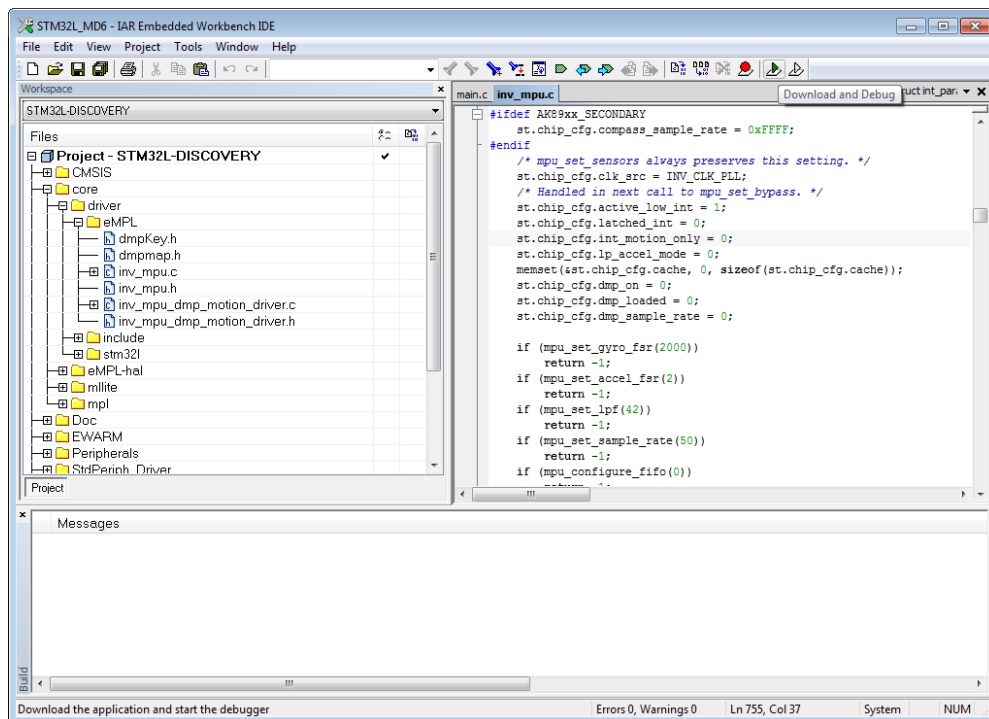 STM32L_MD6 - IAR Embedded Workbench IDE
File Edit View Project Tools Window Help
Workspace
STM32L-DISCOVERY
Files
Project - STM32L-DISCOVERY
CMSIS
core
driver
eMPL
dmpKey.h
dmpmap.h
inv_mpu.c
inv_mpu.h
inv_mpu_dmp_motion_driver.c
inv_mpu_dmp_motion_driver.h
include
stm32l
eMPL-hal
mllite
mpl
Doc
EWARM
Peripherals
StdPeriph_Driver
Project
main.c inv_mpu.c
Download and Debug
uct int_par
#ifdef AK89xx_SECONDARY
st.chip_cfg.compass_sample_rate = 0xFFFF;
#endif
/* mpu_set_sensors always preserves this setting. */
st.chip_cfg.clk_src = INV_CLK_PLL;
/* Handled in next call to mpu_set_bypass. */
st.chip_cfg.active_low_int = 1;
st.chip_cfg.latched_int = 0;
st.chip_cfg.int_motion_only = 0;
st.chip_cfg.lp_accel_mode = 0;
memset(&st.chip_cfg.cache, 0, sizeof(st.chip_cfg.cache));
st.chip_cfg.dmp_on = 0;
st.chip_cfg.dmp_loaded = 0;
st.chip_cfg.dmp_sample_rate = 0;
if (mpu_set_gyro_fsr(2000))
return -1;
if (mpu_set_accel_fsr(2))
return -1;
if (mpu_set_lpf(42))
return -1;
if (mpu_set_sample_rate(50))
return -1;
if (mpu_configure_fifo(0))
return -1;
Messages
Build
Download the application and start the debugger
Errors 0, Warnings 0
Ln 755, Col 37
System
NUM